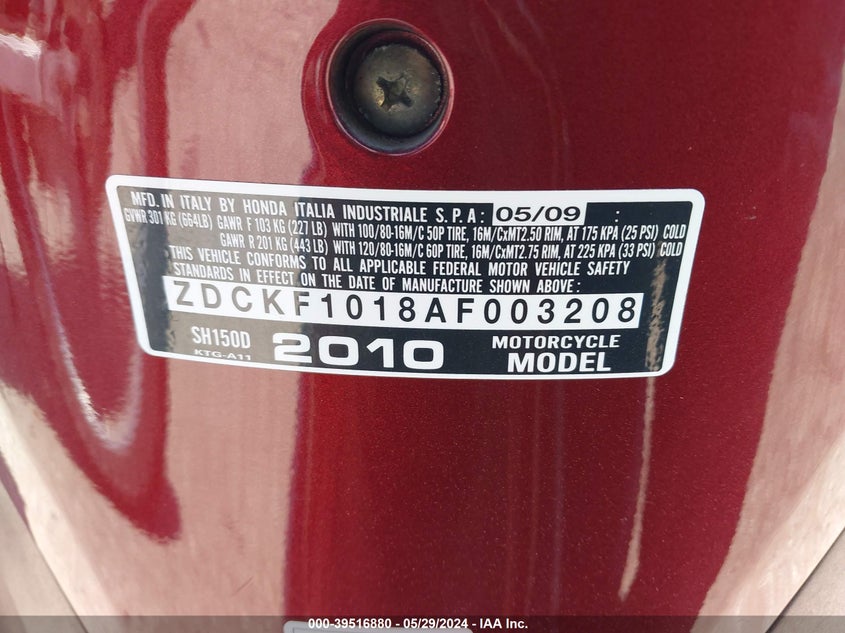 MFD. IN ITALY BY HONDA ITALIA INDUSTRIALE S.P.A: 05/09 :
GVWR 301 KG (664LB) GAWR F 103 KG (227 LB) WITH 100/80-16M/C 50P TIRE, 16M/CxMT2.50 RIM, AT 175 KPA (25 PSI) COLD
GAWR R 201 KG (443 LB) WITH 120/80-16M/C 60P TIRE, 16M/CxMT2.75 RIM, AT 225 KPA (33 PSI) COLD
THIS VEHICLE CONFORMS TO ALL APPLICABLE FEDERAL MOTOR VEHICLE SAFETY
STANDARDS IN EFFECT ON THE DATE OF MANUFACTURE SHOWN ABOVE:
ZDCKF1018AF003208
SH150D 2010 MOTORCYCLE
KTG-A11 MODEL
000-39516880 - 05/29/2024 - IAA Inc.